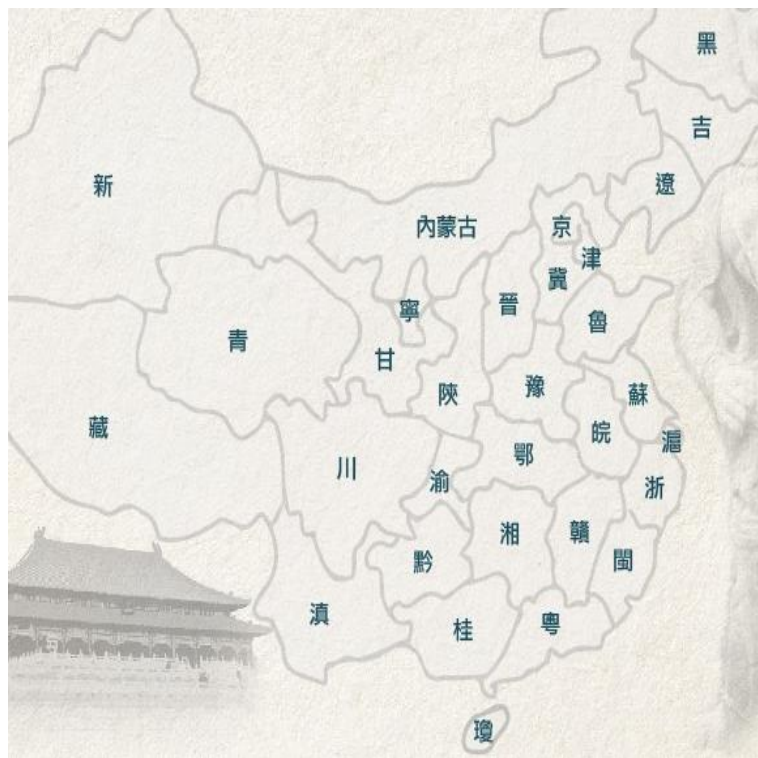 黑
吉
遼
新
內蒙古
京
津
冀
晉
寧
魯
青
甘
陝
豫
蘇
藏
皖
滬
鄂
川
渝
浙
湘
贛
黔
閩
滇
桂
粵
瓊